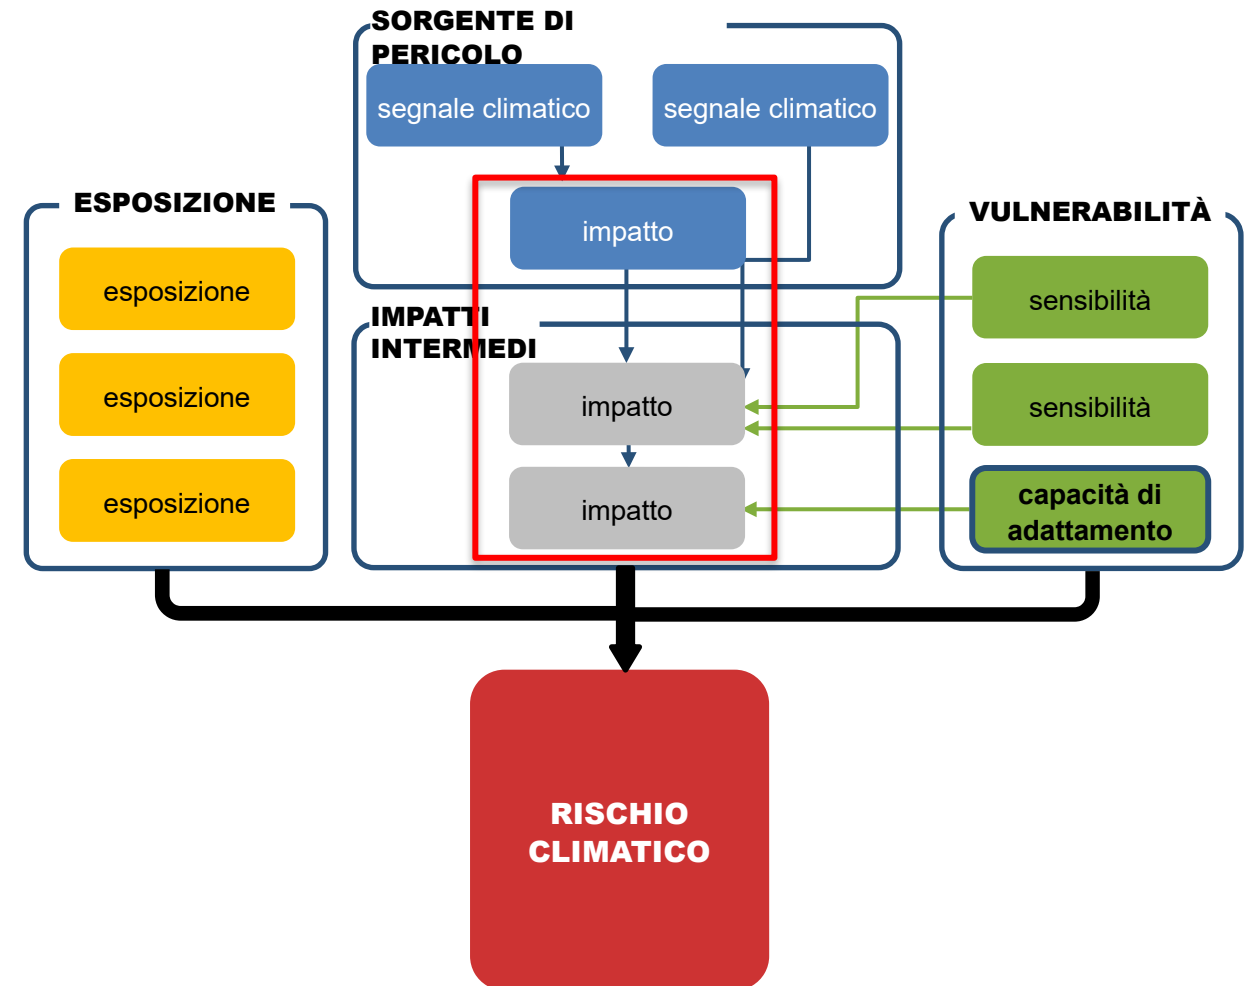 SORGENTE DI
PERICOLO
segnale climatico
segnale climatico
impatto
ESPOSIZIONE
esposizione
esposizione
esposizione
IMPATTI
INTERMEDI
impatto
impatto
VULNERABILITÀ
sensibilità
sensibilità
capacità di
adattamento
RISCHIO
CLIMATICO